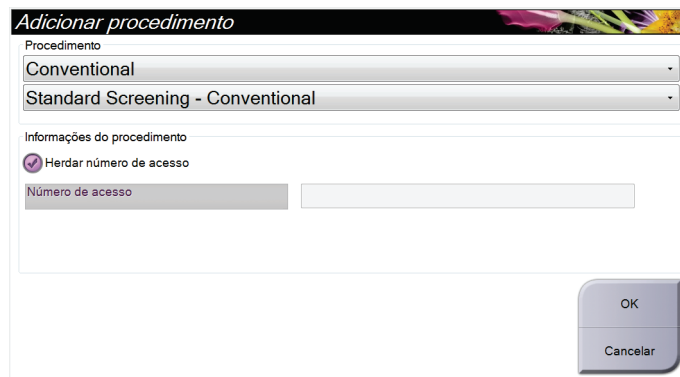 Adicionar procedimento
Procedimento
Conventional
Standard Screening - Conventional
Informações do procedimento
Herdar número de acesso
Número de acesso
OK
Cancelar